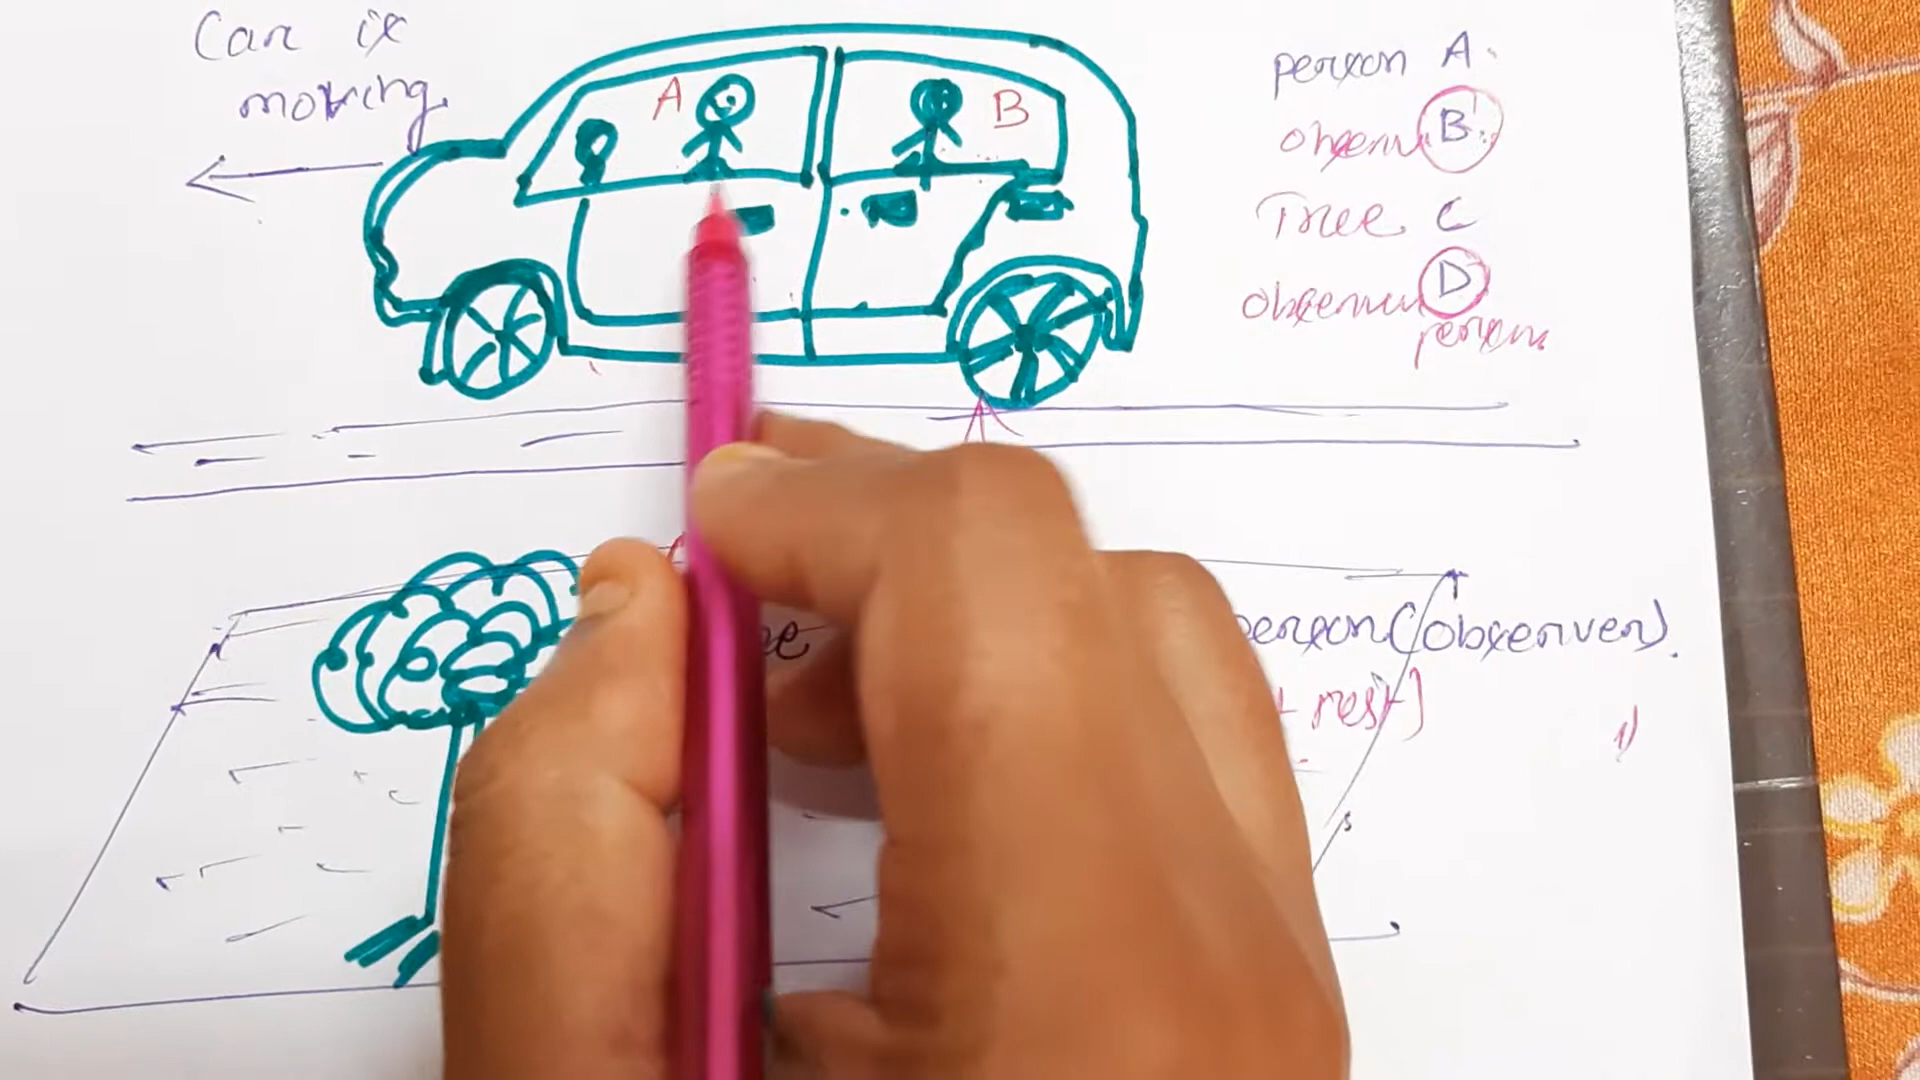 Car is
moving
A
B
person A.
observer B
Tree C
observer D
person
person (observer).
rest]